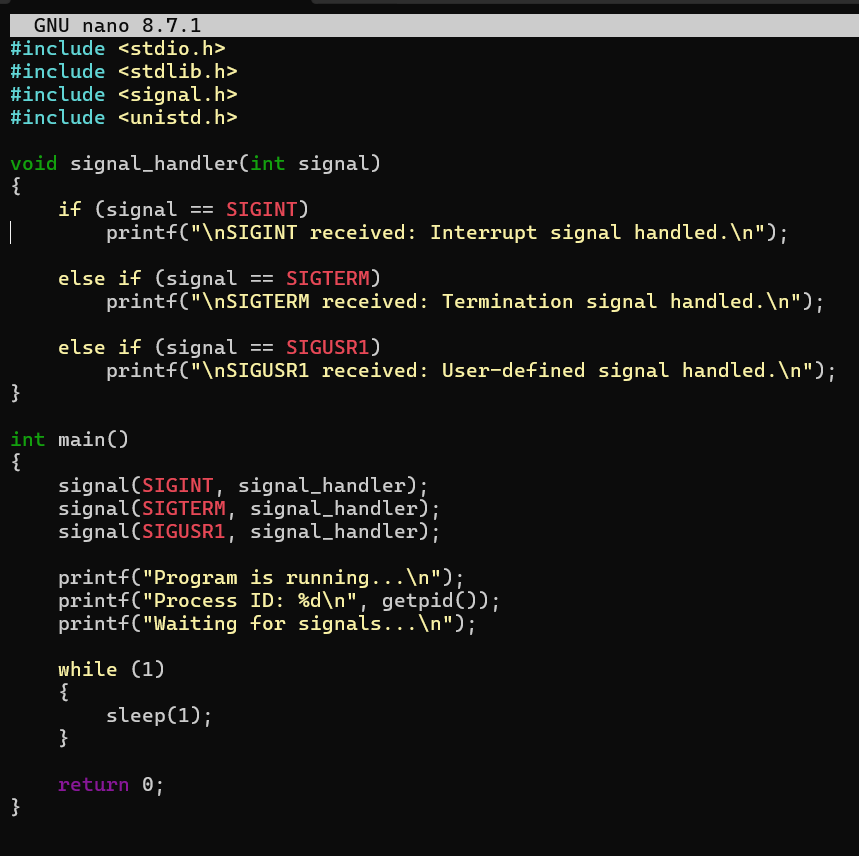 GNU nano 8.7.1
#include <stdio.h>
#include <stdlib.h>
#include <signal.h>
#include <unistd.h>

void signal_handler(int signal)
{
    if (signal == SIGINT)
        printf("\nSIGINT received: Interrupt signal handled.\n");

    else if (signal == SIGTERM)
        printf("\nSIGTERM received: Termination signal handled.\n");

    else if (signal == SIGUSR1)
        printf("\nSIGUSR1 received: User-defined signal handled.\n");
}

int main()
{
    signal(SIGINT, signal_handler);
    signal(SIGTERM, signal_handler);
    signal(SIGUSR1, signal_handler);

    printf("Program is running...\n");
    printf("Process ID: %d\n", getpid());
    printf("Waiting for signals...\n");

    while (1)
    {
        sleep(1);
    }

    return 0;
}